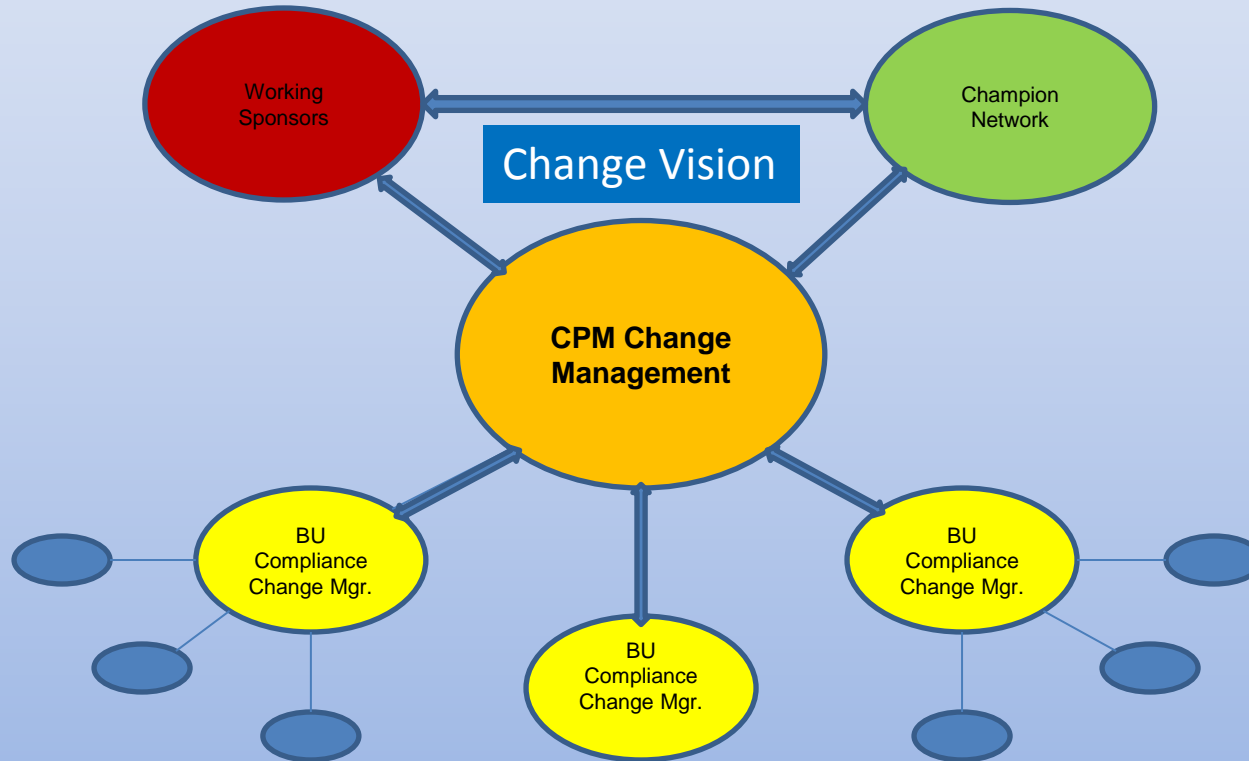 Working
Sponsors
Champion
Network
Change Vision
CPM Change
Management
BU
Compliance
Change Mgr.
BU
Compliance
Change Mgr.
BU
Compliance
Change Mgr.